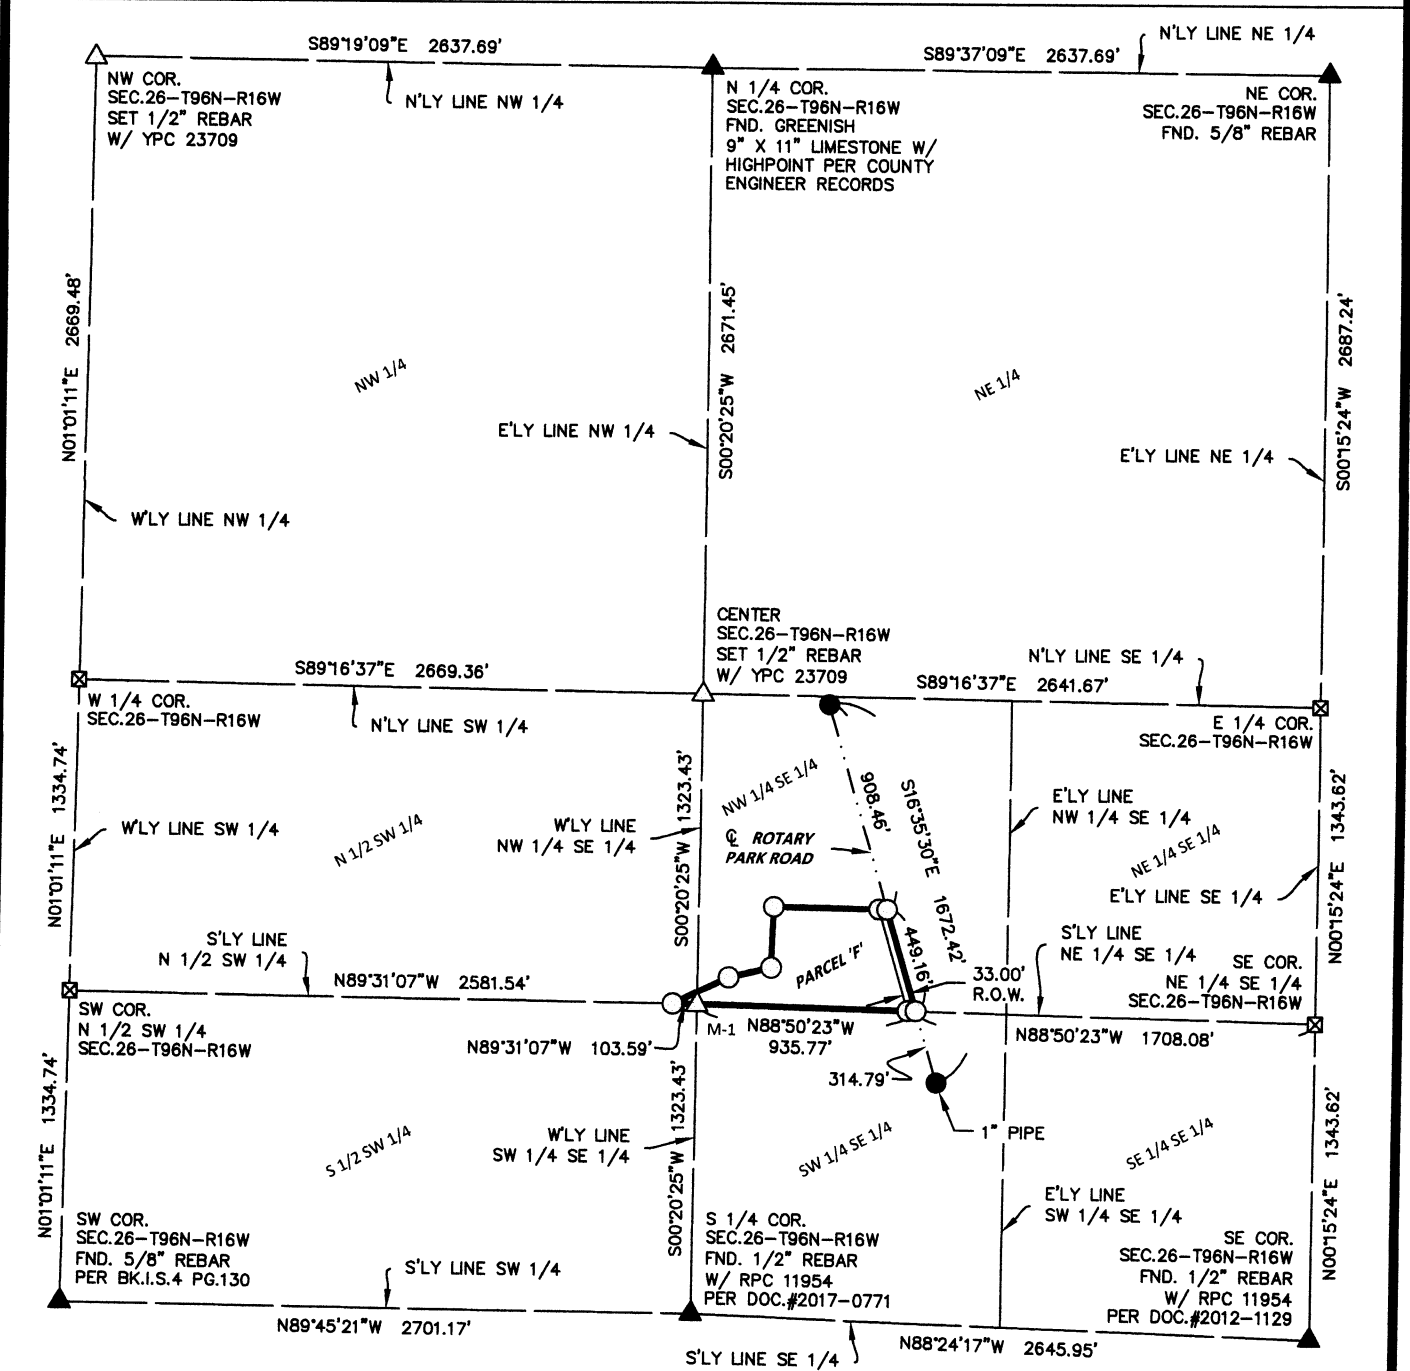 S89°19'09"E 2637.69'
S89°37'09"E 2637.69'
N'LY LINE NE 1/4
NW COR.
SEC.26-T96N-R16W
SET 1/2" REBAR
W/ YPC 23709
N'LY LINE NW 1/4
N 1/4 COR.
SEC.26-T96N-R16W
FND. GREENISH
9" X 11" LIMESTONE W/
HIGHPOINT PER COUNTY
ENGINEER RECORDS
NE COR.
SEC.26-T96N-R16W
FND. 5/8" REBAR
N01°01'11"E 2669.48'
NW 1/4
S00°20'25"W 2671.45'
NE 1/4
S00°15'24"W 2687.24'
E'LY LINE NW 1/4
E'LY LINE NE 1/4
W'LY LINE NW 1/4
CENTER
SEC.26-T96N-R16W
SET 1/2" REBAR
W/ YPC 23709
S89°16'37"E 2669.36'
N'LY LINE SE 1/4
S89°16'37"E 2641.67'
W 1/4 COR.
SEC.26-T96N-R16W
N'LY LINE SW 1/4
E 1/4 COR.
SEC.26-T96N-R16W
N01°01'11"E 1334.74'
W'LY LINE SW 1/4
N 1/2 SW 1/4
W'LY LINE
NW 1/4 SE 1/4
S00°20'25"W 1323.43'
NW 1/4 SE 1/4
℄ ROTARY
PARK ROAD
908.46'
S16°35'30"E 1672.42'
E'LY LINE
NW 1/4 SE 1/4
NE 1/4 SE 1/4
E'LY LINE SE 1/4
N00°15'24"E 1343.62'
S'LY LINE
N 1/2 SW 1/4
N89°31'07"W 2581.54'
PARCEL 'F'
449.16'
33.00'
R.O.W.
S'LY LINE
NE 1/4 SE 1/4
SE COR.
NE 1/4 SE 1/4
SEC.26-T96N-R16W
SW COR.
N 1/2 SW 1/4
SEC.26-T96N-R16W
N89°31'07"W 103.59'
M-1
N88°50'23"W
935.77'
N88°50'23"W 1708.08'
314.79'
1" PIPE
N01°01'11"E 1334.74'
S 1/2 SW 1/4
W'LY LINE
SW 1/4 SE 1/4
S00°20'25"W 1323.43'
SW 1/4 SE 1/4
SE 1/4 SE 1/4
N00°15'24"E 1343.62'
E'LY LINE
SW 1/4 SE 1/4
SW COR.
SEC.26-T96N-R16W
FND. 5/8" REBAR
PER BK.I.S.4 PG.130
S'LY LINE SW 1/4
S 1/4 COR.
SEC.26-T96N-R16W
FND. 1/2" REBAR
W/ RPC 11954
PER DOC.#2017-0771
SE COR.
SEC.26-T96N-R16W
FND. 1/2" REBAR
W/ RPC 11954
PER DOC.#2012-1129
N89°45'21"W 2701.17'
N88°24'17"W 2645.95'
S'LY LINE SE 1/4